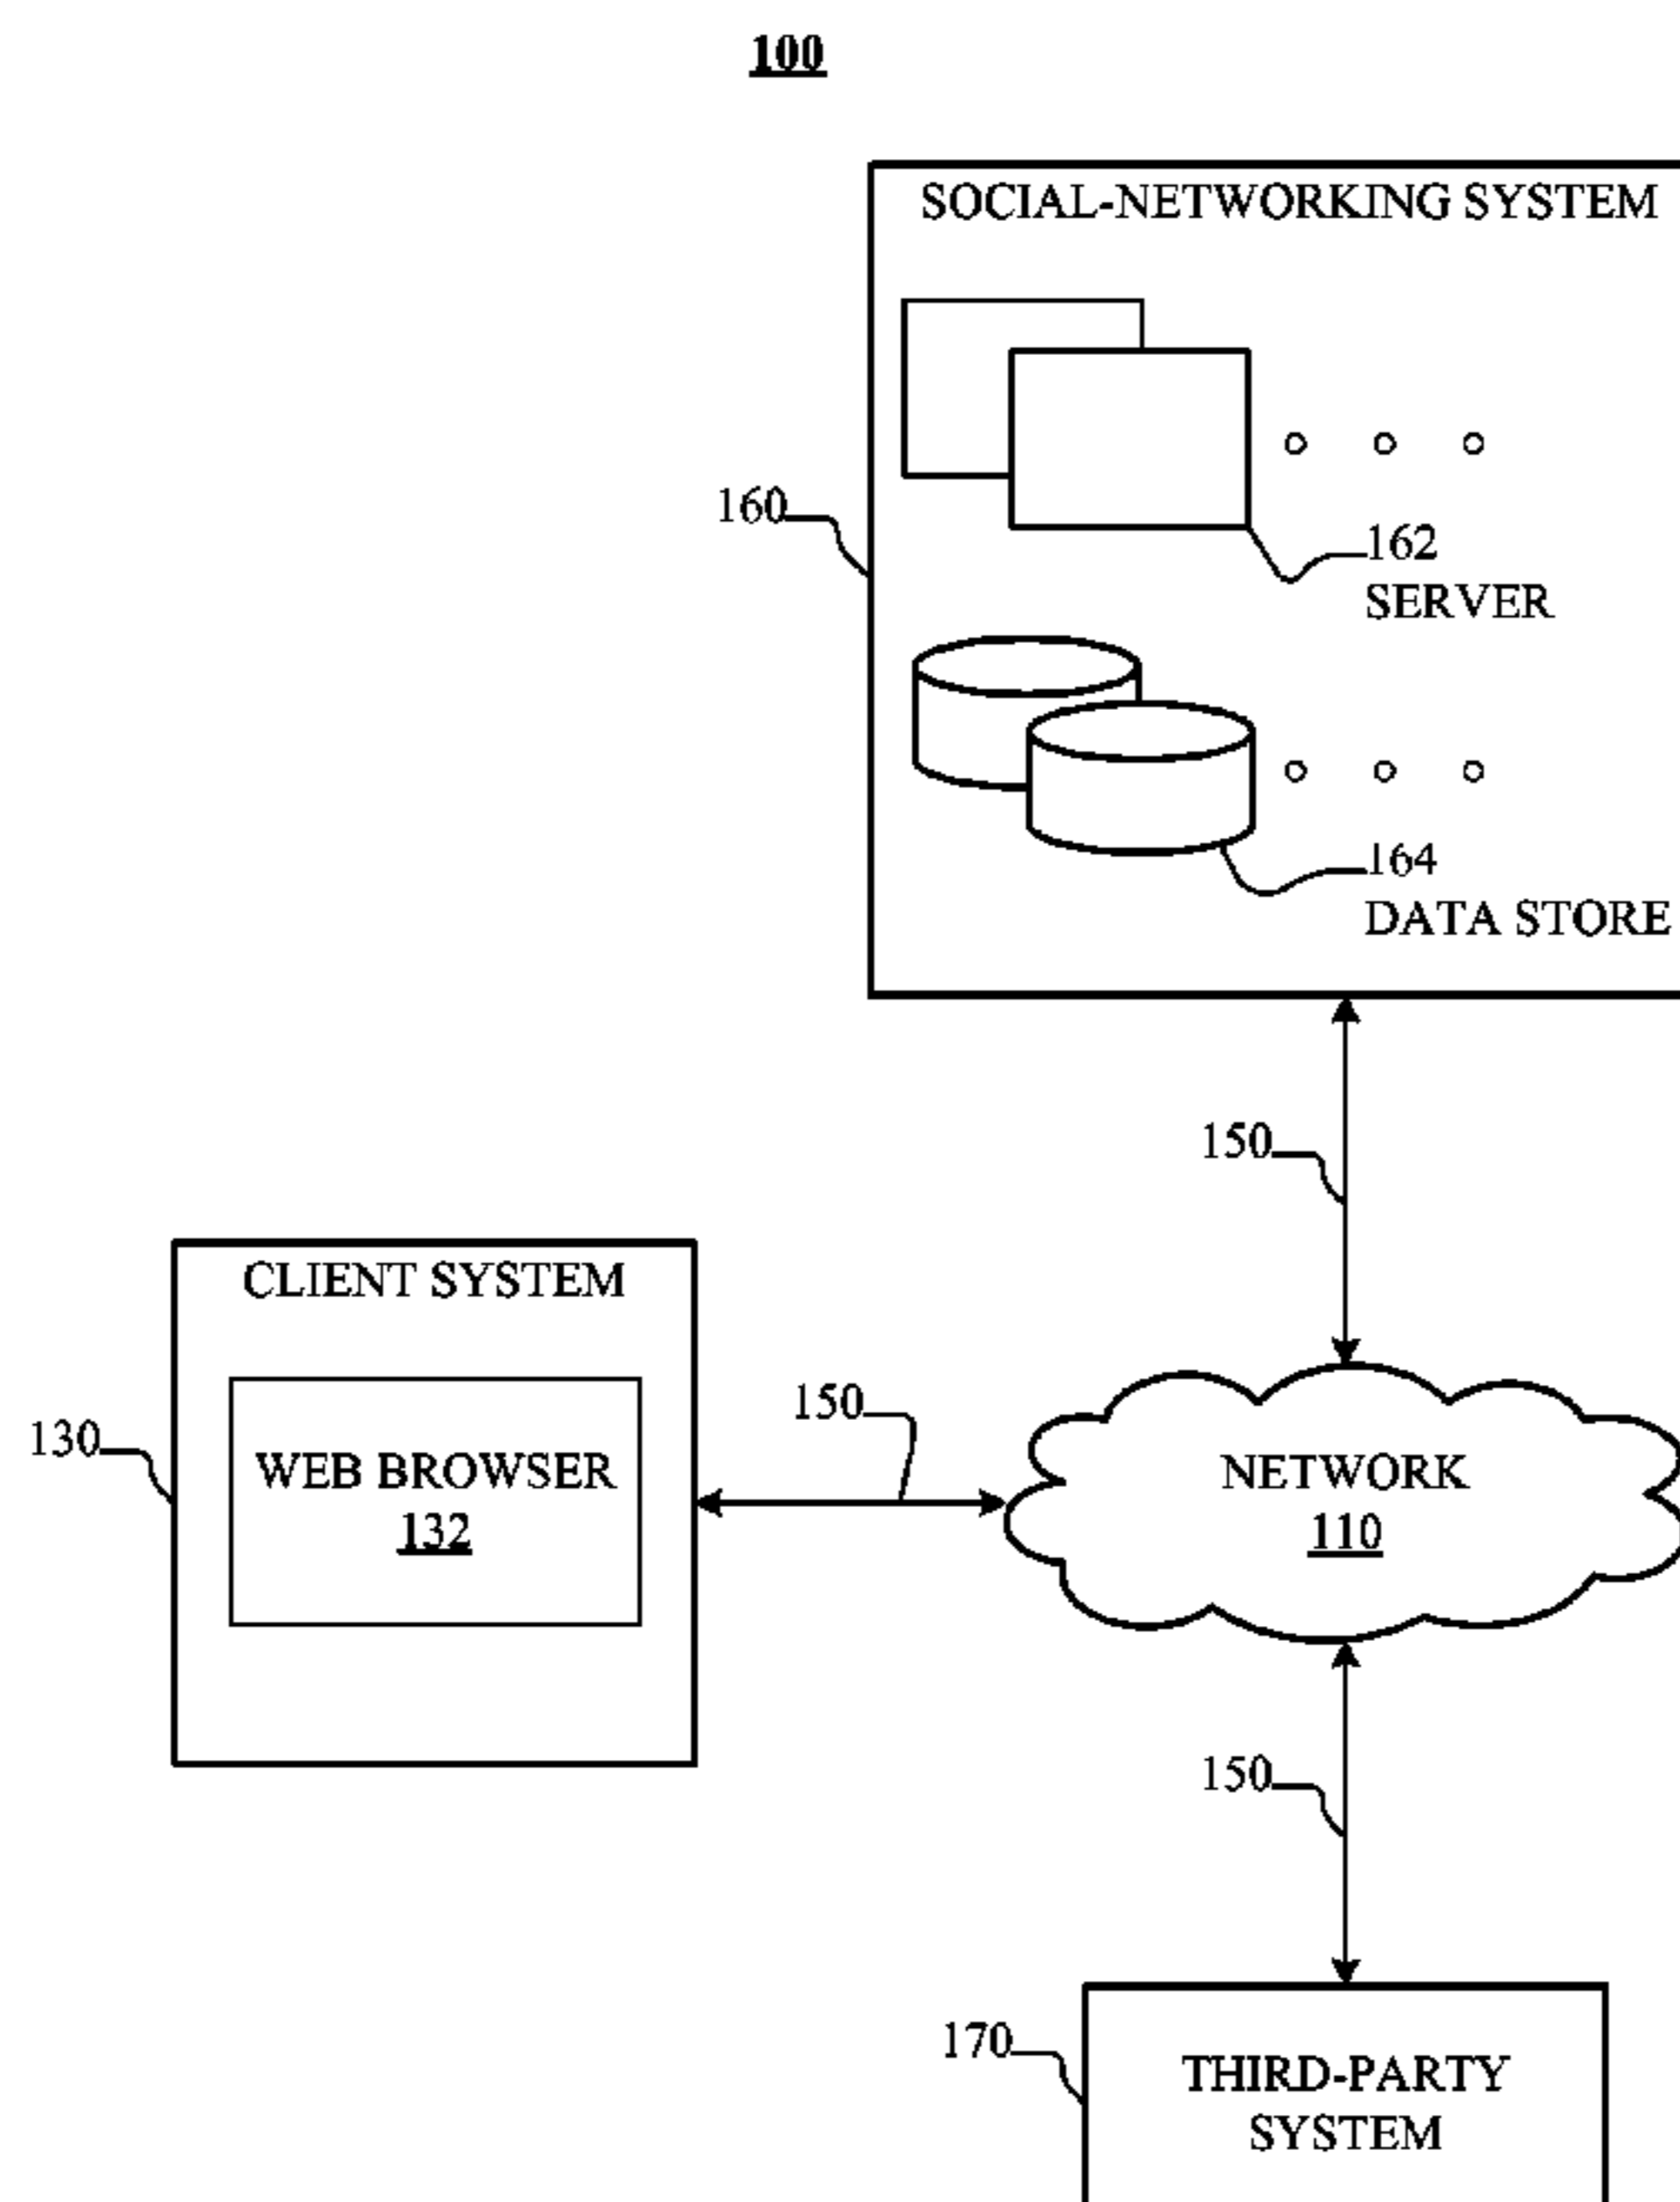 100
SOCIAL-NETWORKING SYSTEM
160
162
SERVER
164
DATA STORE
150
CLIENT SYSTEM
130
WEB BROWSER
132
150
NETWORK
110
150
170
THIRD-PARTY
SYSTEM